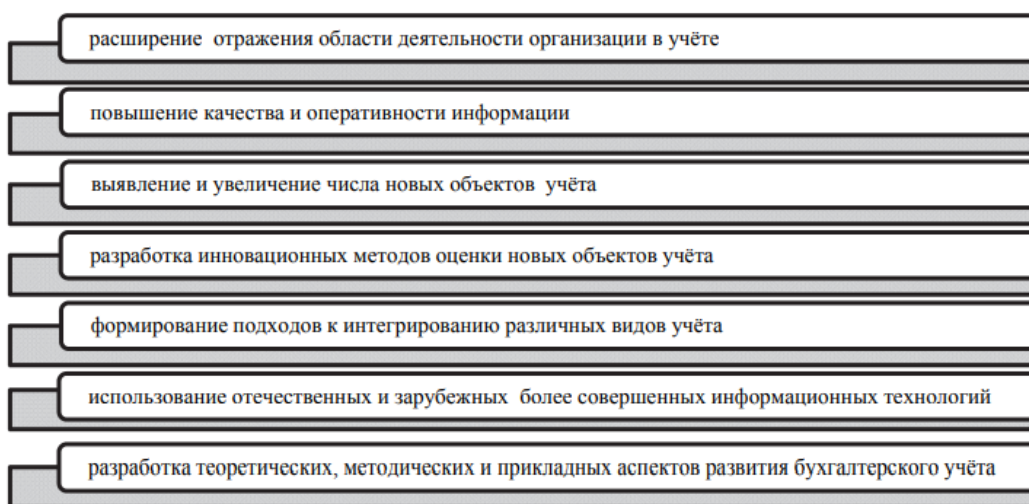 расширение отражения области деятельности организации в учёте
повышение качества и оперативности информации
выявление и увеличение числа новых объектов учёта
разработка инновационных методов оценки новых объектов учёта
формирование подходов к интегрированию различных видов учёта
использование отечественных и зарубежных более совершенных информационных технологий
разработка теоретических, методических и прикладных аспектов развития бухгалтерского учёта